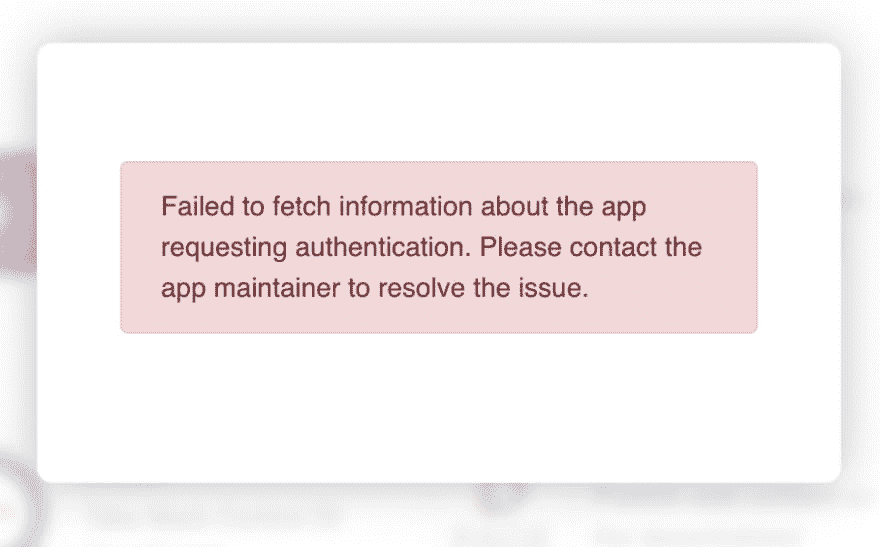 Failed to fetch information about the app
requesting authentication. Please contact the
app maintainer to resolve the issue.